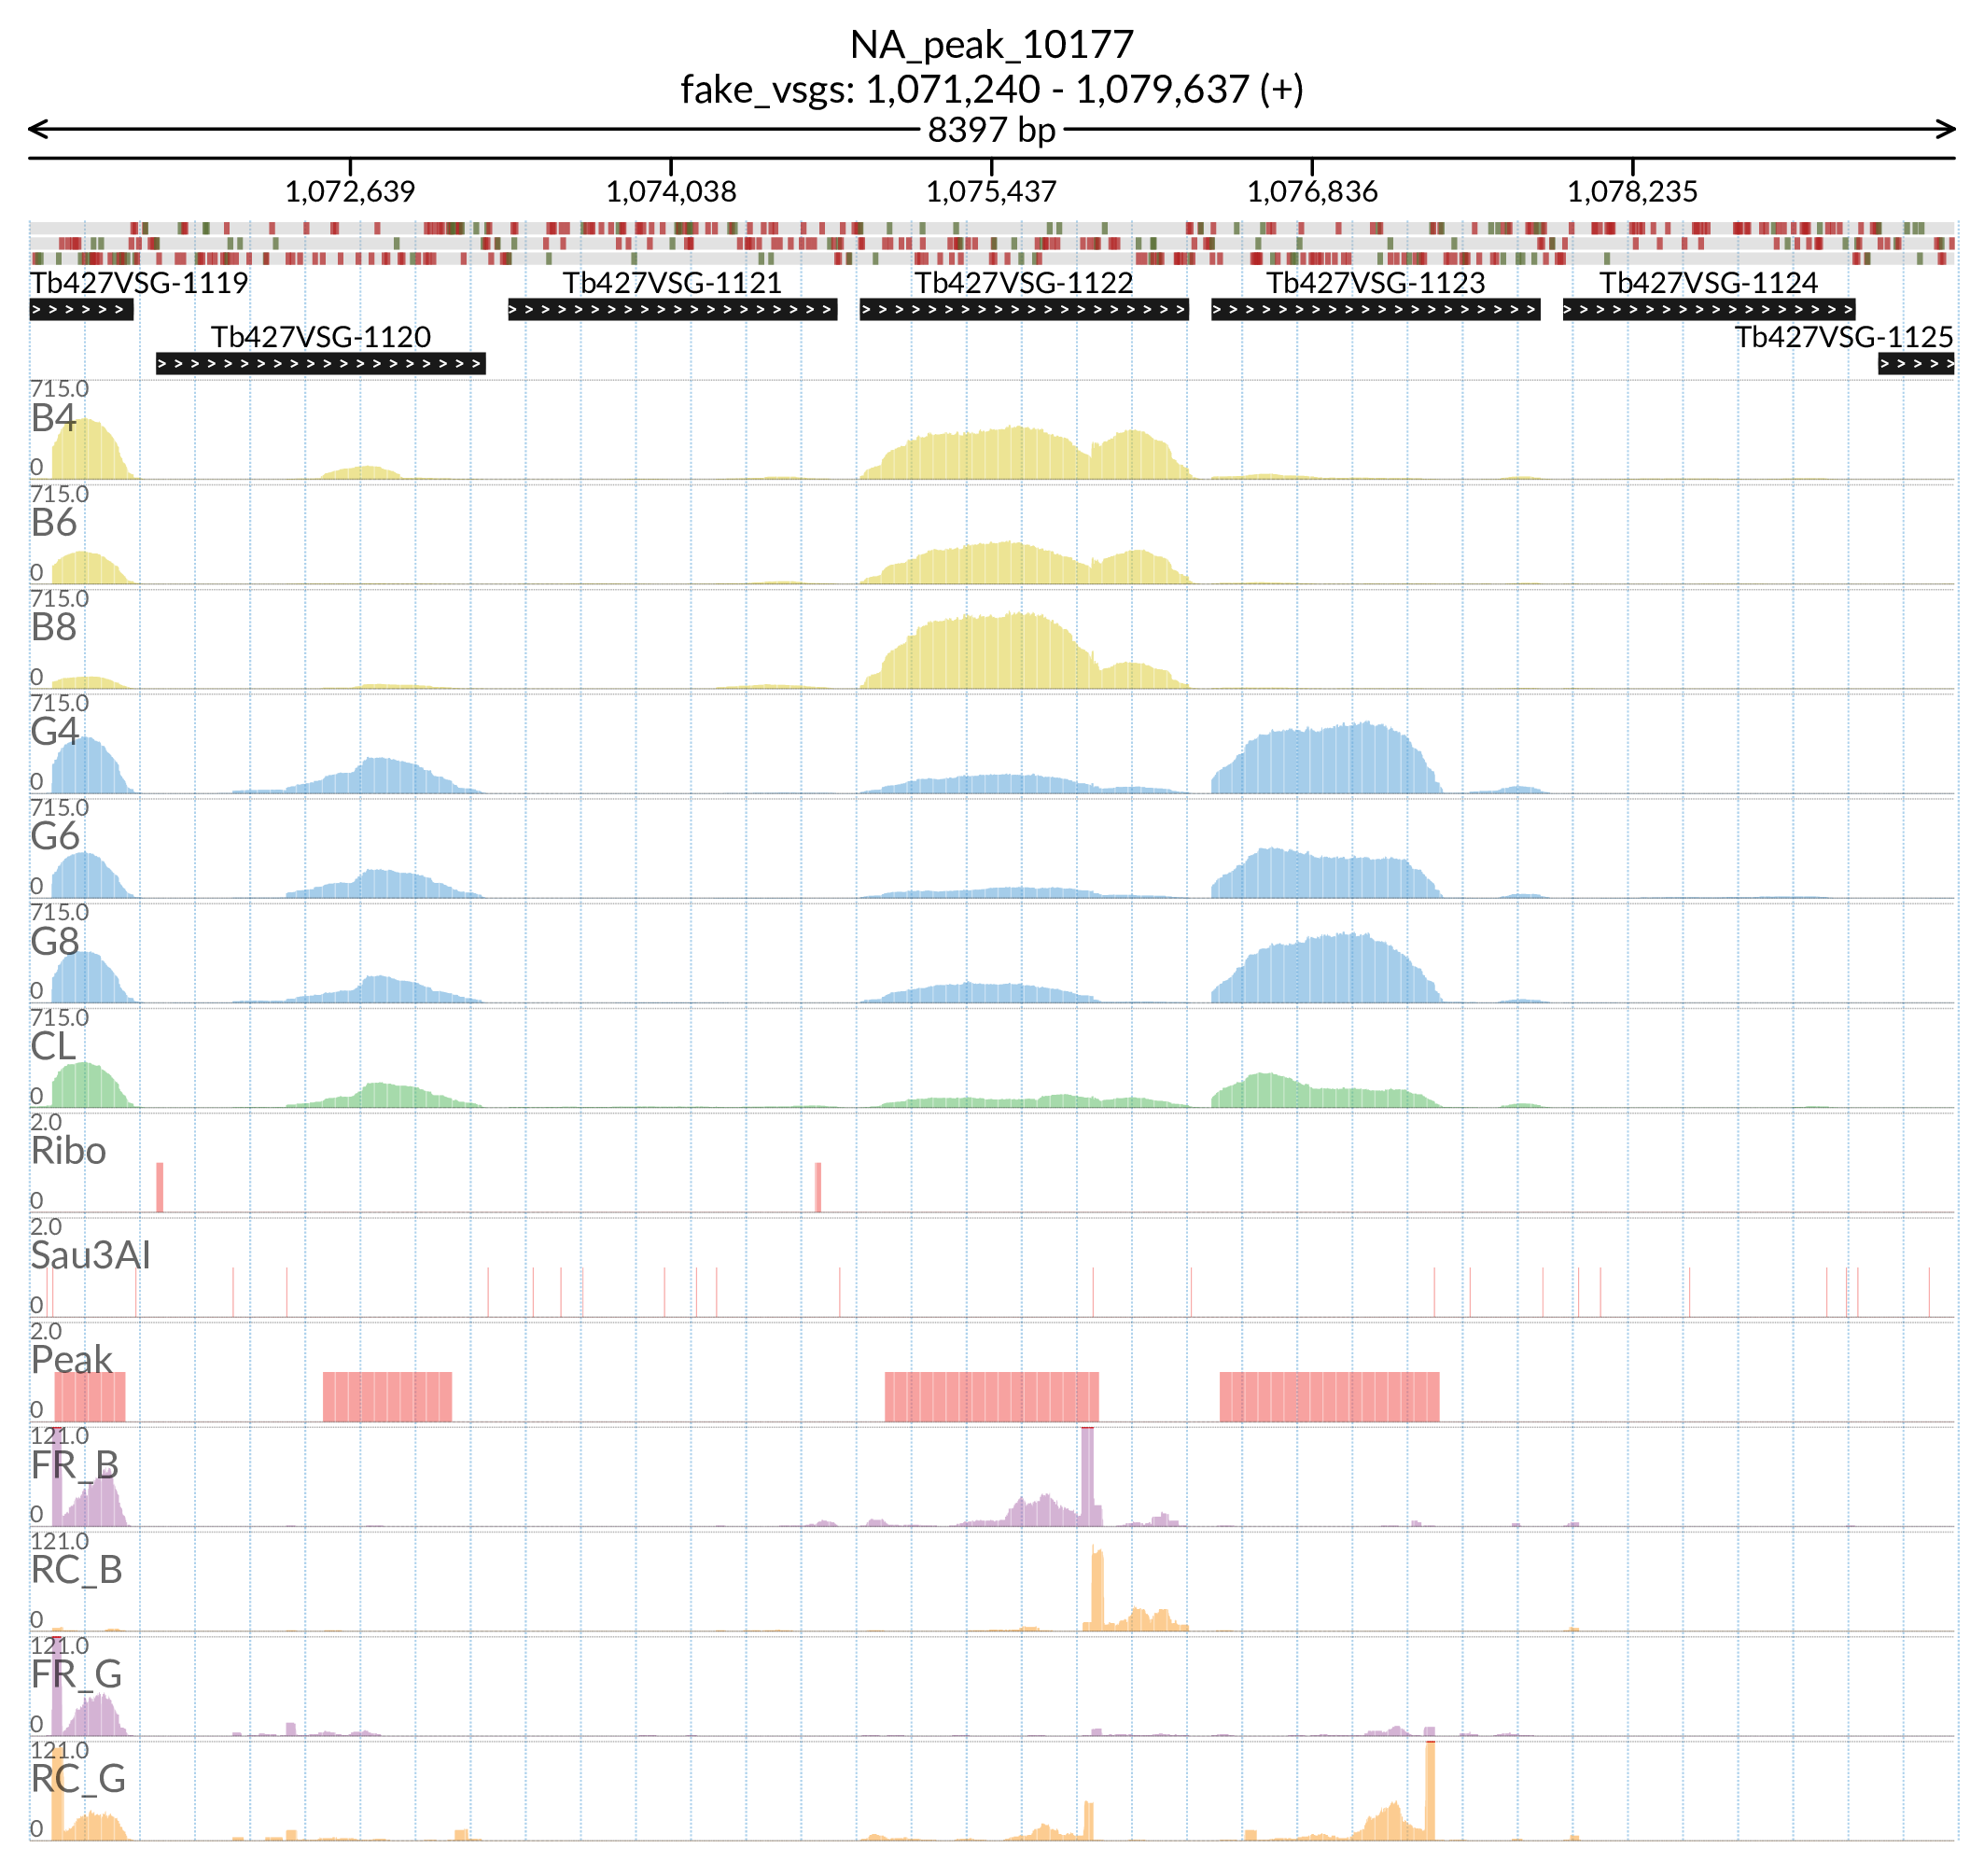 NA_peak_10177
fake_vsgs: 1,071,240 - 1,079,637 (+)
8397 bp
1,072,639 1,074,038 1,075,437 1,076,836 1,078,235
Tb427VSG-1119 Tb427VSG-1121 Tb427VSG-1122 Tb427VSG-1123 Tb427VSG-1124
Tb427VSG-1120 Tb427VSG-1125
715.0
B4
0
715.0
B6
0
715.0
B8
0
715.0
G4
0
715.0
G6
0
715.0
G8
0
715.0
CL
0
2.0
Ribo
0
2.0
Sau3AI
0
2.0
Peak
0
121.0
FR_B
0
121.0
RC_B
0
121.0
FR_G
0
121.0
RC_G
0